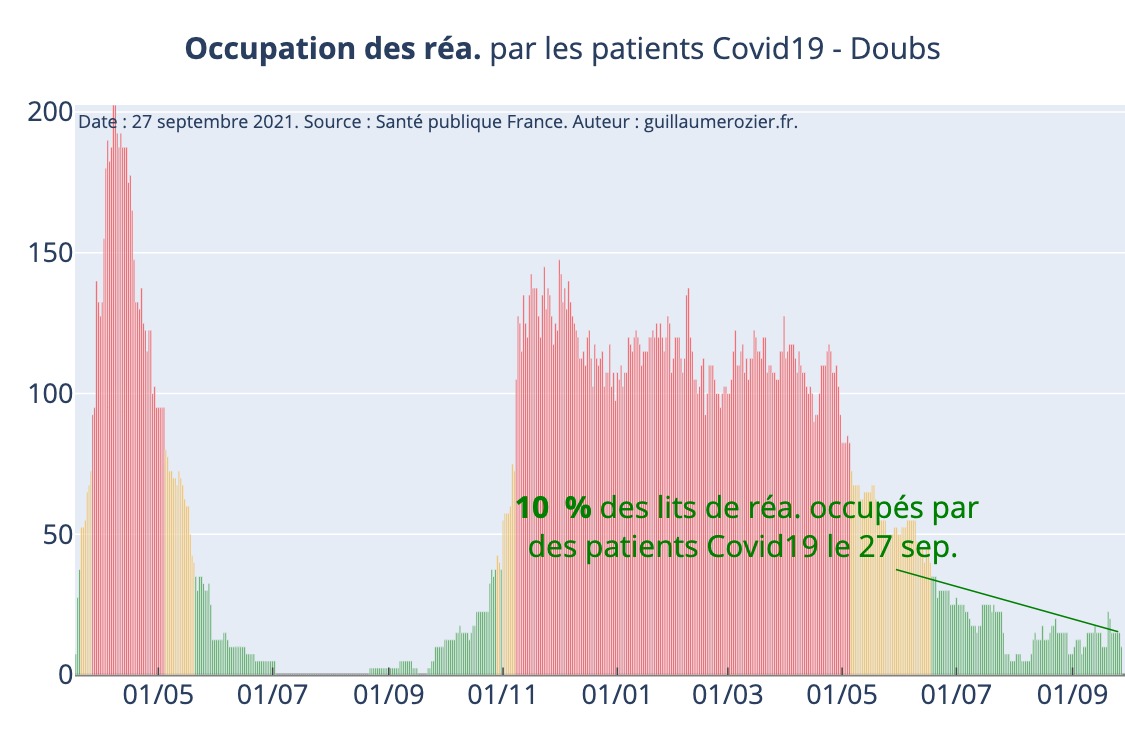 Occupation des réa. par les patients Covid19 - Doubs
200
Date : 27 septembre 2021. Source : Santé publique France. Auteur : guillaumerozier.fr.
150
100
10 % des lits de réa. occupés par
des patients Covid19 le 27 sep.
50
0
01/05 01/07 01/09 01/11 01/01 01/03 01/05 01/07 01/09